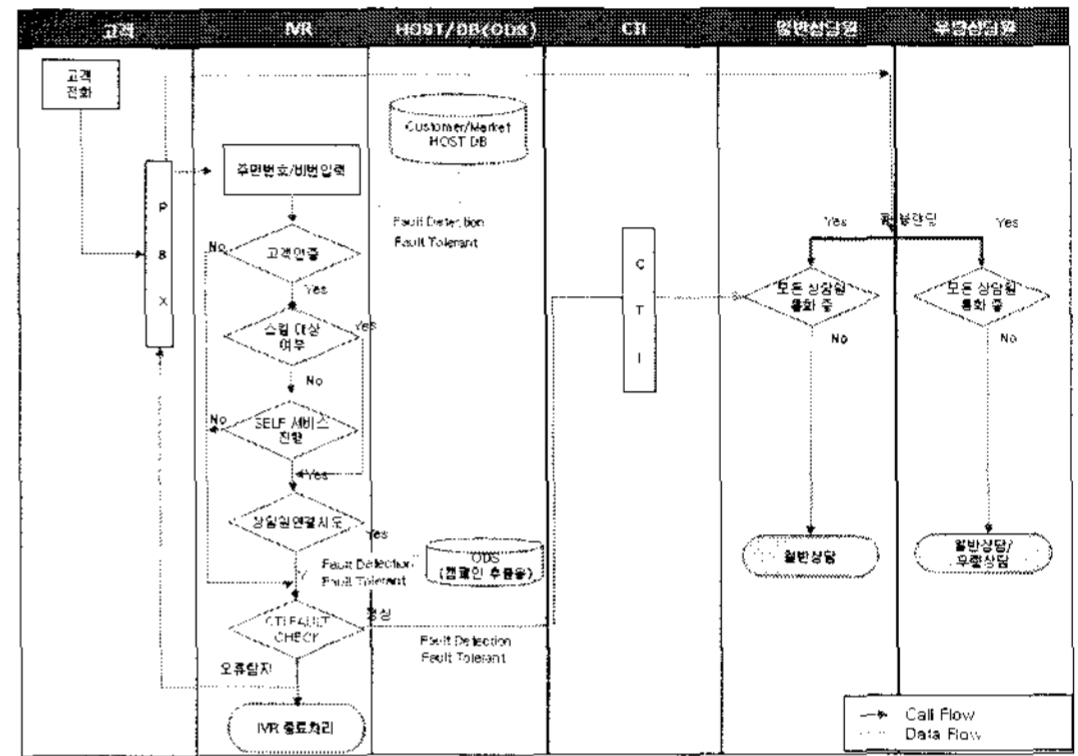 고객
IVR
HOST/DB(ODS)
CTI
일반상담원
우량상담원
고객
전화
P
B
X
주민번호/비번입력
Customer/Market
HOST DB
Fault Detection
Fault Tolerant
No
고객인증
Yes
스킬 대상
여부
Yes
No
No
SELF 서비스
진행
Yes
상담원연결시도
Yes
Y
Fault Detection
Fault Tolerant
ODS
CTI FAULT
CHECK
정상
Fault Detection
Fault Tolerant
오류탐지
IVR 종료처리
C
T
I
Yes
Yes
모든 상담원
통화 중
No
모든 상담원
통화 중
No
일반상담
일반상담/
우량상담
Call Flow
Data Flow